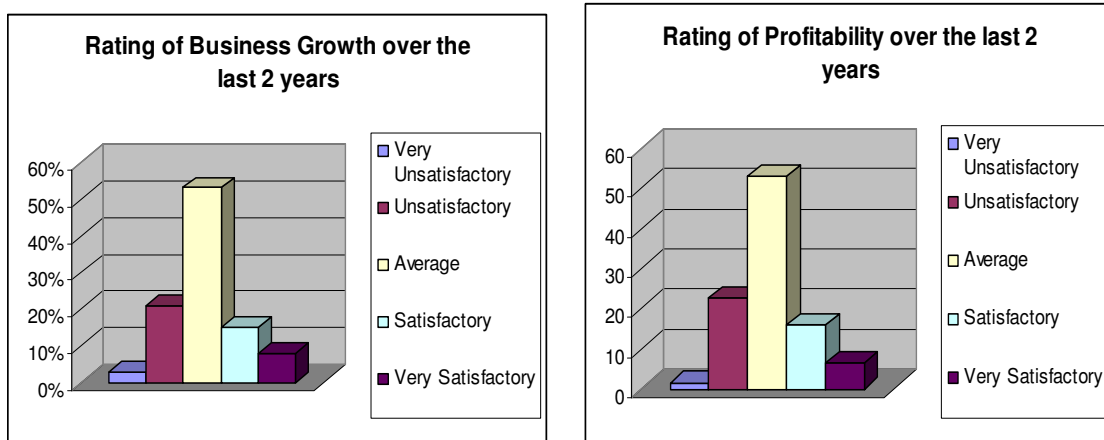 Rating of Business Growth over the
last 2 years
60%
50%
40%
30%
20%
10%
0%
Very
Unsatisfactory
Unsatisfactory
Average
Satisfactory
Very Satisfactory
Rating of Profitability over the last 2
years
60
50
40
30
20
10
0
Very
Unsatisfactory
Unsatisfactory
Average
Satisfactory
Very Satisfactory